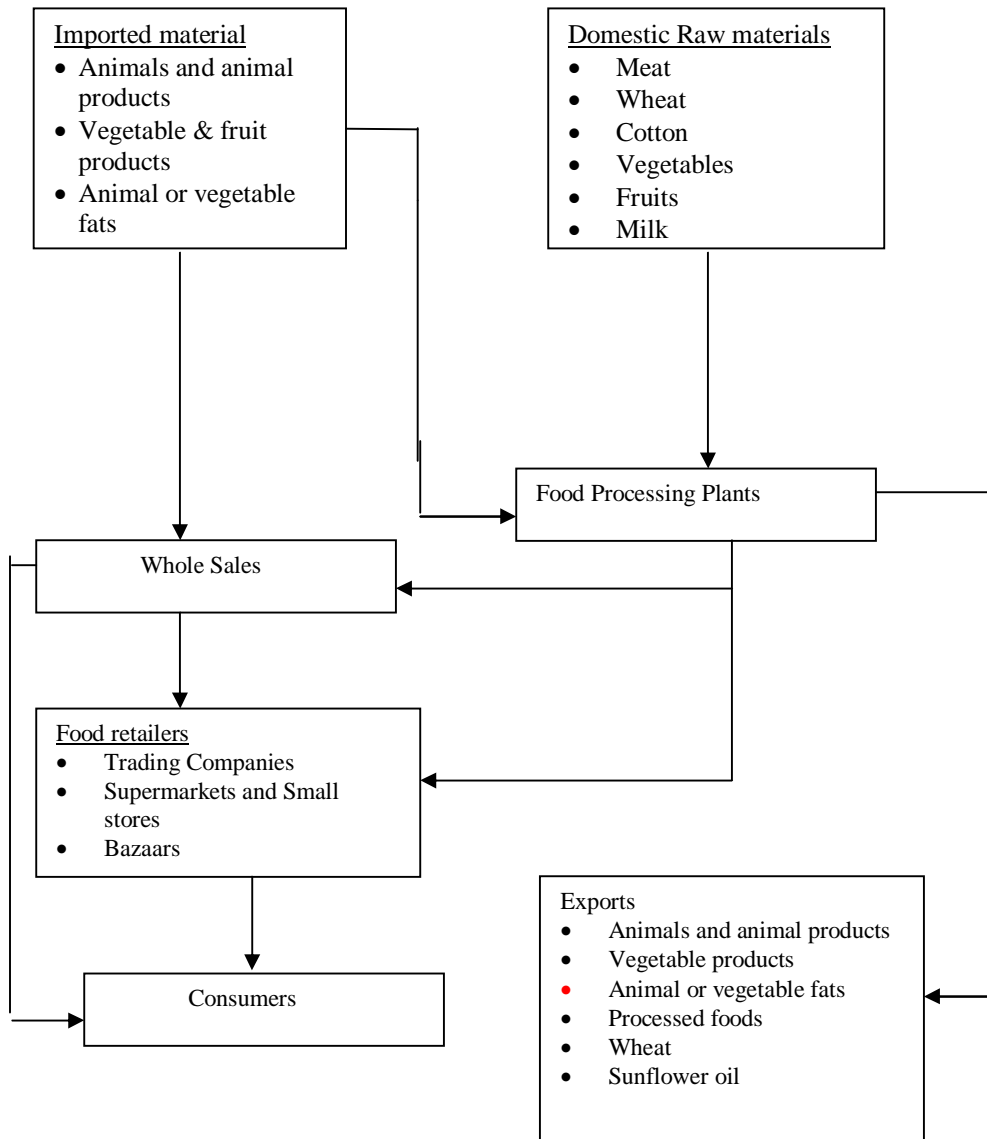 Imported material
• Animals and animal
products
• Vegetable & fruit
products
• Animal or vegetable
fats
Domestic Raw materials
• Meat
• Wheat
• Cotton
• Vegetables
• Fruits
• Milk
Food Processing Plants
Whole Sales
Food retailers
• Trading Companies
• Supermarkets and Small
stores
• Bazaars
Exports
• Animals and animal products
• Vegetable products
• Animal or vegetable fats
• Processed foods
• Wheat
• Sunflower oil
Consumers